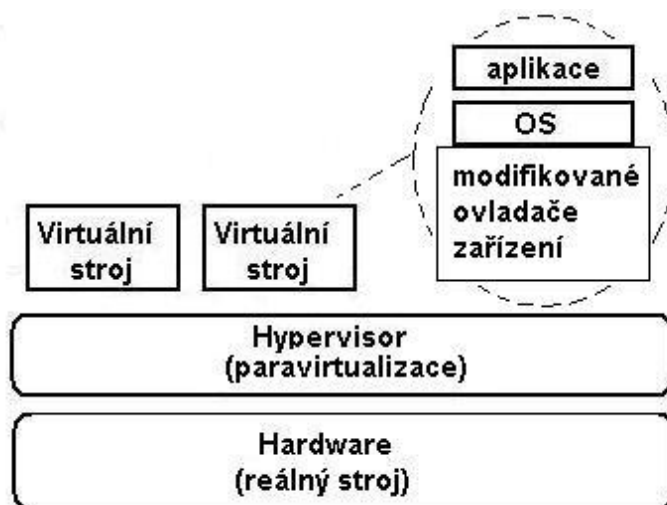 aplikace
OS
modifikované
ovladače
zařízení
Virtuální
stroj
Virtuální
stroj
Hypervisor
(paravirtualizace)
Hardware
(reálný stroj)